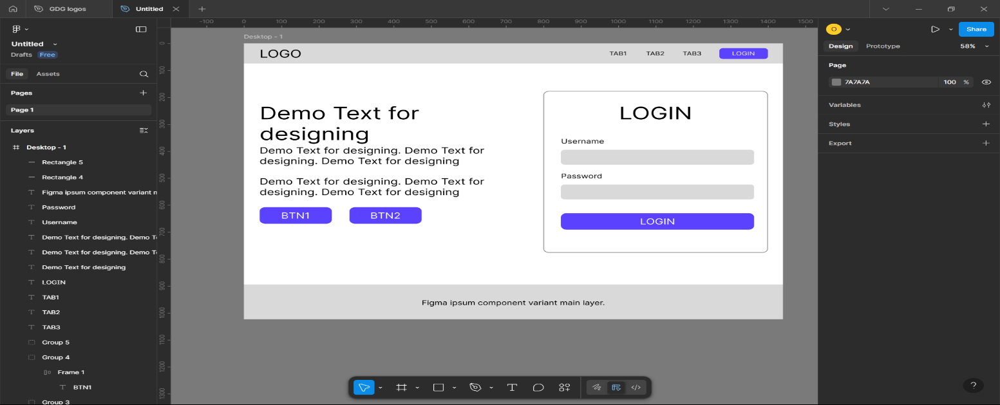 GDG logos
Untitled
Untitled
Drafts Free
File Assets
Pages
Page 1
Layers
Desktop - 1
Rectangle 5
Rectangle 4
Figma ipsum component variant m
Password
Username
Demo Text for designing. Demo T
Demo Text for designing. Demo T
Demo Text for designing
LOGIN
TAB1
TAB2
TAB3
Group 5
Group 4
Frame 1
BTN1
Group 3
-100 0 100 200 300 400 500 600 700 800 900 1000 1100 1200 1300 1400 1500
0
100
200
300
400
500
600
700
800
900
1000
1100
1200
1300
Desktop - 1
LOGO TAB1 TAB2 TAB3 LOGIN
Demo Text for
designing
Demo Text for designing. Demo Text for
designing. Demo Text for designing
Demo Text for designing. Demo Text for
designing. Demo Text for designing
BTN1 BTN2
LOGIN
Username
Password
LOGIN
Figma ipsum component variant main layer.
O
Share
Design Prototype 58%
Page
7A7A7A 100 %
Variables
Styles
Export
?